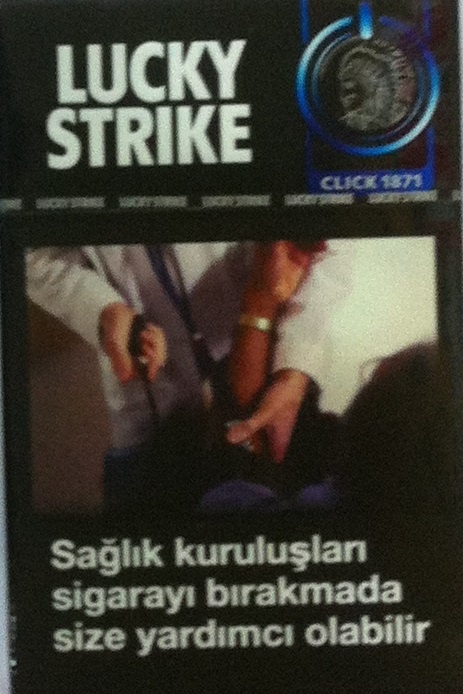 LUCKY
STRIKE
CLICK 1871
LUCKY STRIKE LUCKY STRIKE LUCKY STRIKE LUCKY STRIKE LUCKY STRIKE
Sağlık kuruluşları
sigarayı bırakmada
size yardımcı olabilir